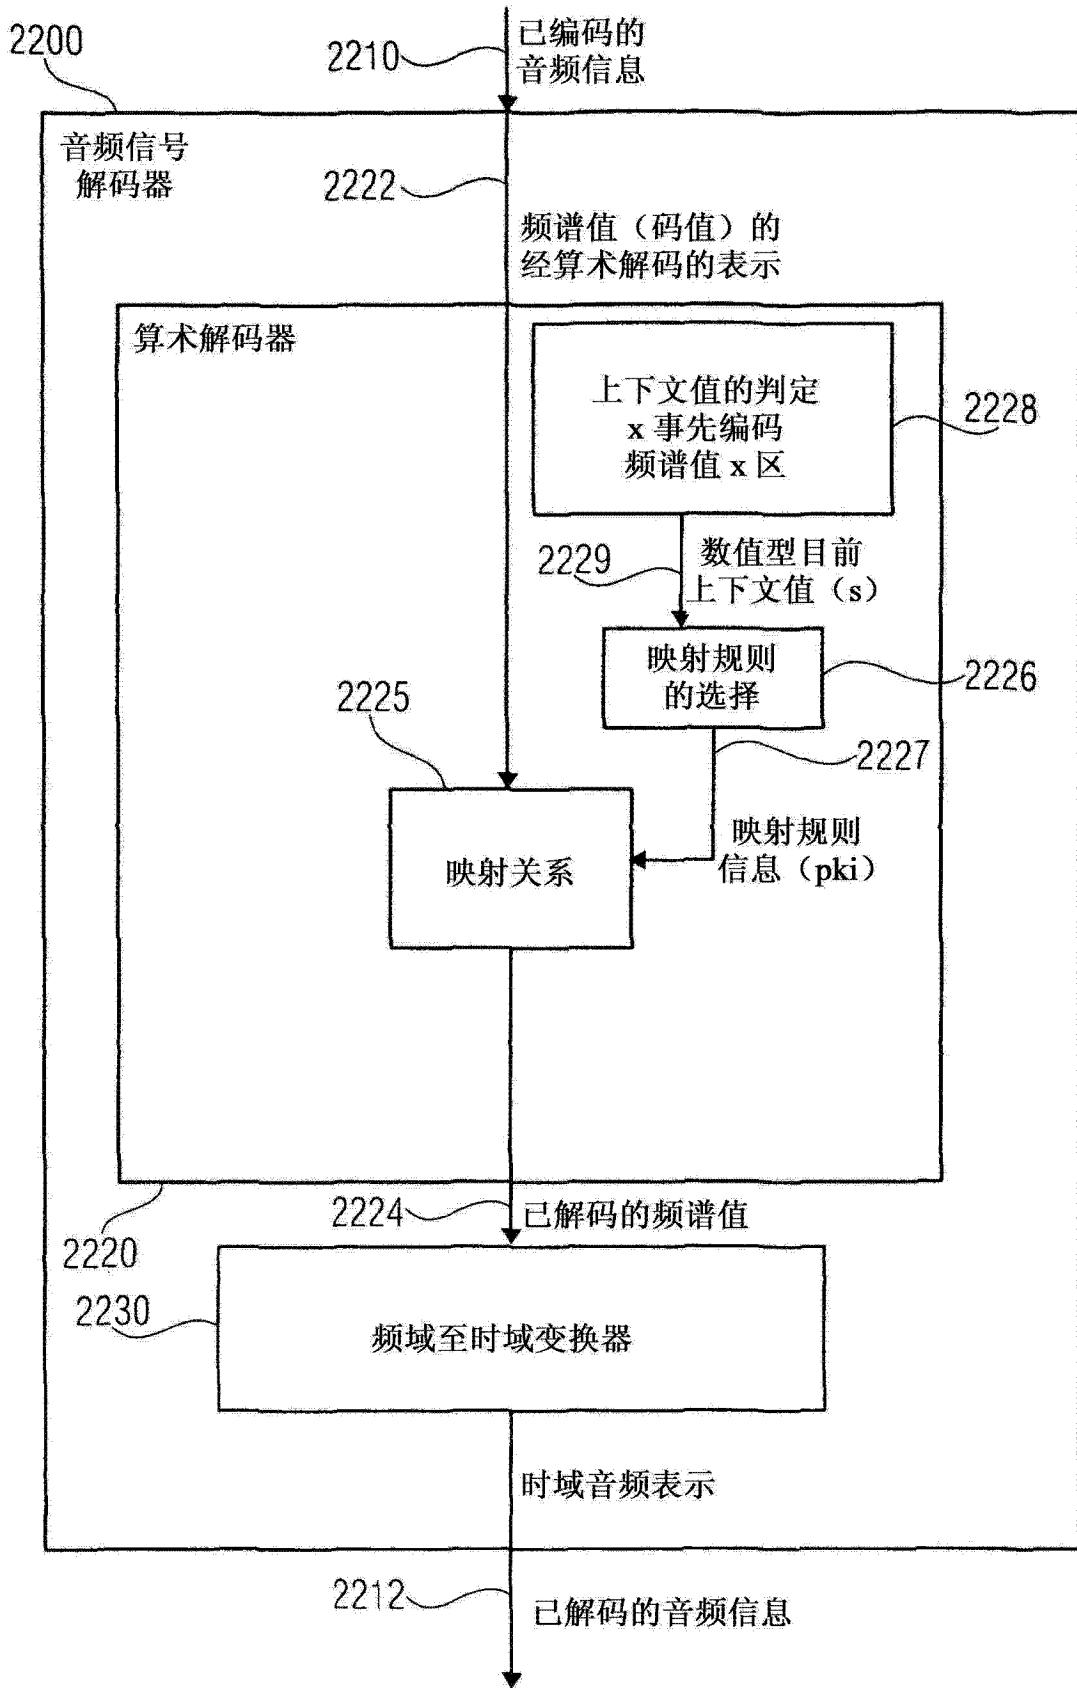 2200
2210
已编码的
音频信息
音频信号
解码器
2222
频谱值（码值）的
经算术解码的表示
算术解码器
上下文值的判定
x 事先编码
频谱值 x 区
2228
2229
数值型目前
上下文值（s）
映射规则
的选择
2226
2225
2227
映射规则
信息（pki）
映射关系
2224
已解码的频谱值
2220
2230
频域至时域变换器
时域音频表示
2212
已解码的音频信息